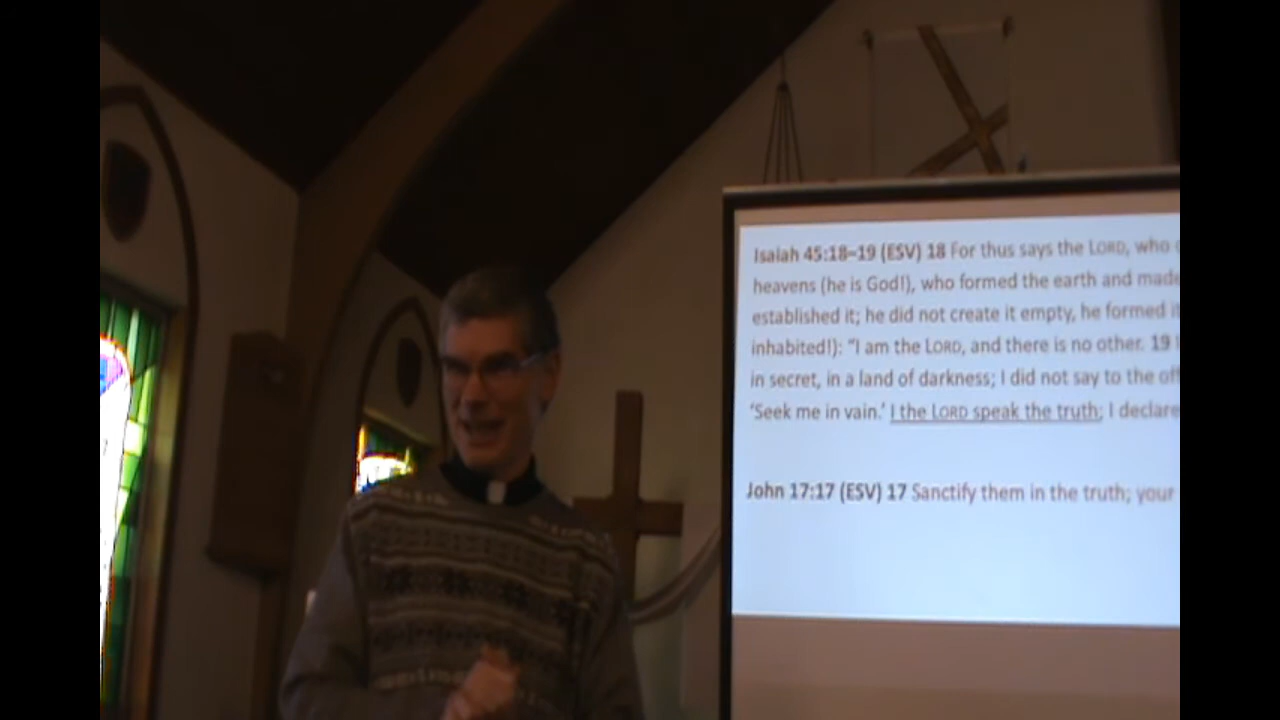 Isaiah 45:18–19 (ESV) 18 For thus says the LORD, who
heavens (he is God!), who formed the earth and made
established it; he did not create it empty, he formed it
inhabited!): “I am the LORD, and there is no other. 19
in secret, in a land of darkness; I did not say to the
‘Seek me in vain.’ I the LORD speak the truth; I declare
John 17:17 (ESV) 17 Sanctify them in the truth; your